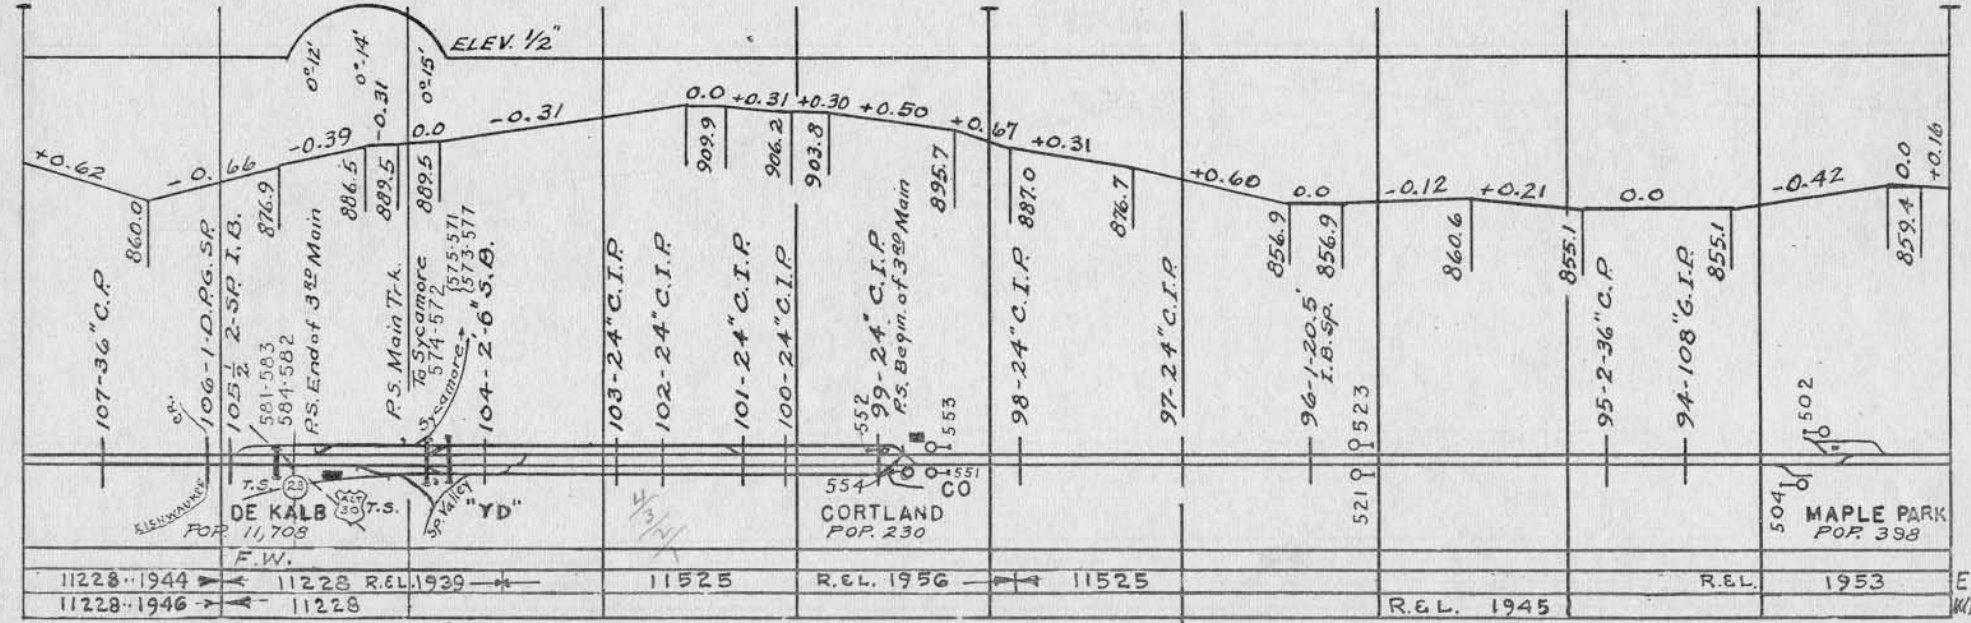 ELEV. 1/2"
0°-12'
0°-14'
0°-15'
+0.62
-0.66
-0.39
-0.31
0.0
-0.31
0.0
+0.31
+0.30
+0.50
+0.67
+0.31
+0.60
0.0
-0.12
+0.21
0.0
-0.42
0.0
+0.16
860.0
876.9
886.5
889.5
889.5
909.9
906.2
903.8
895.7
887.0
876.7
856.9
856.9
860.6
855.1
855.1
859.4
107-36" C.P.
106-1-D.P.G. SP.
105 1/2 2-SP. I.B.
581-583
584-582
P.S. End of 3RD Main
P.S. Main Trk.
To Sycamore
574-572
(575-571
(573-577
104-2-6" S.B.
103-24" C.I.P.
102-24" C.I.P.
101-24" C.I.P.
100-24" C.I.P.
552
99-24" C.I.P.
P.S. Begin. of 3RD Main
553
98-24" C.I.P.
97-24" C.I.P.
96-1-20.5'
I.B. SP.
523
95-2-36" C.P.
94-108" C.I.P.
502
Sycamore
KISHWAUKEE
T.S.
23
ALT
30
T.S.
SP. Valley
"YD"
554
551
CO
521
504
DE KALB
POP. 11,708
CORTLAND
POP. 230
MAPLE PARK
POP. 398
4/3/2/1
F.W.
11228-1944
11228 R.&L. 1939
11525
R.&L. 1956
11525
R.&L.
1953
E
11228-1946
11228
R.&L. 1945